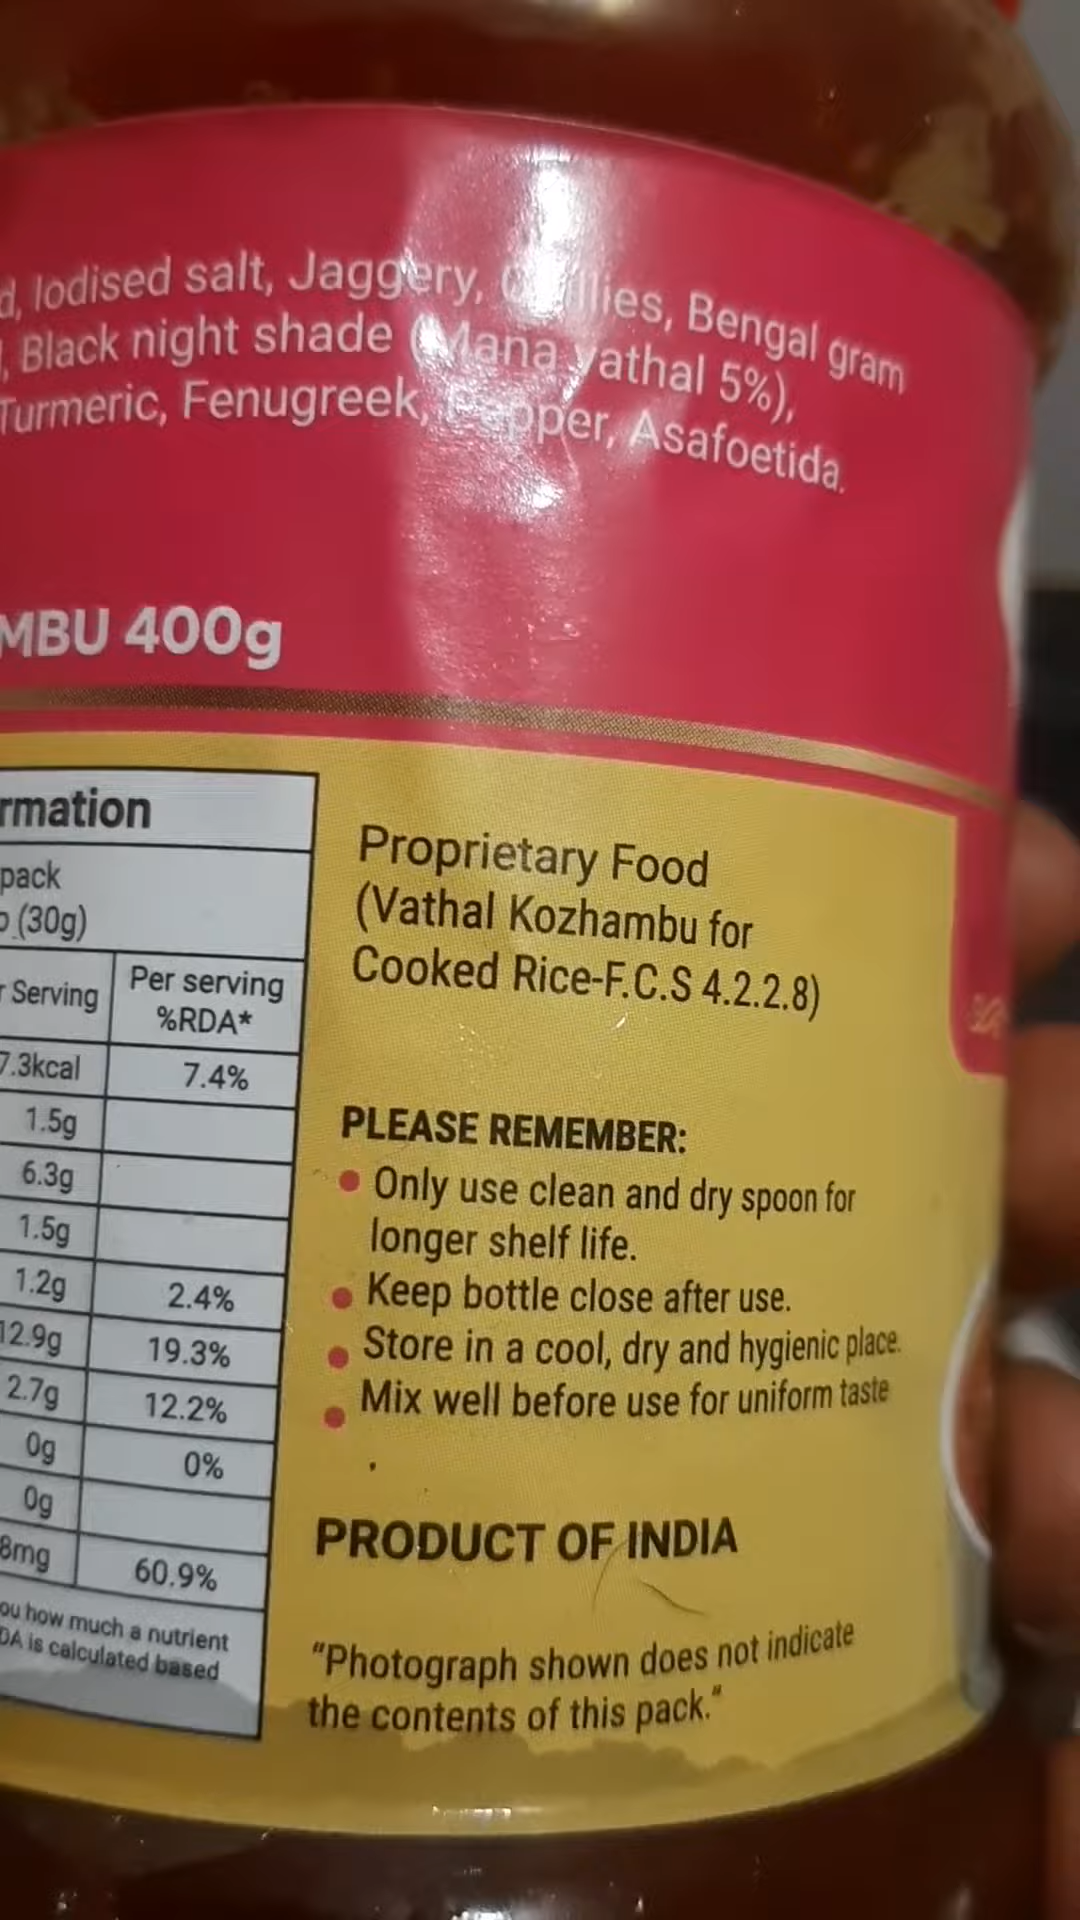 Iodised salt, Jaggery, Bengal gram
Black night shade (Mana vathal 5%),
Turmeric, Fenugreek, Pepper, Asafoetida.
MBU 400g
rmation
pack
(30g)
Serving
Per serving
%RDA*
7.3kcal
7.4%
1.5g
6.3g
1.5g
1.2g
2.4%
12.9g
19.3%
2.7g
12.2%
0g
0%
0g
8mg
60.9%
ou how much a nutrient
DA is calculated based
Proprietary Food
(Vathal Kozhambu for
Cooked Rice-F.C.S 4.2.2.8)
PLEASE REMEMBER:
• Only use clean and dry spoon for
longer shelf life.
• Keep bottle close after use.
• Store in a cool, dry and hygienic place.
• Mix well before use for uniform taste
.
PRODUCT OF INDIA
"Photograph shown does not indicate
the contents of this pack."